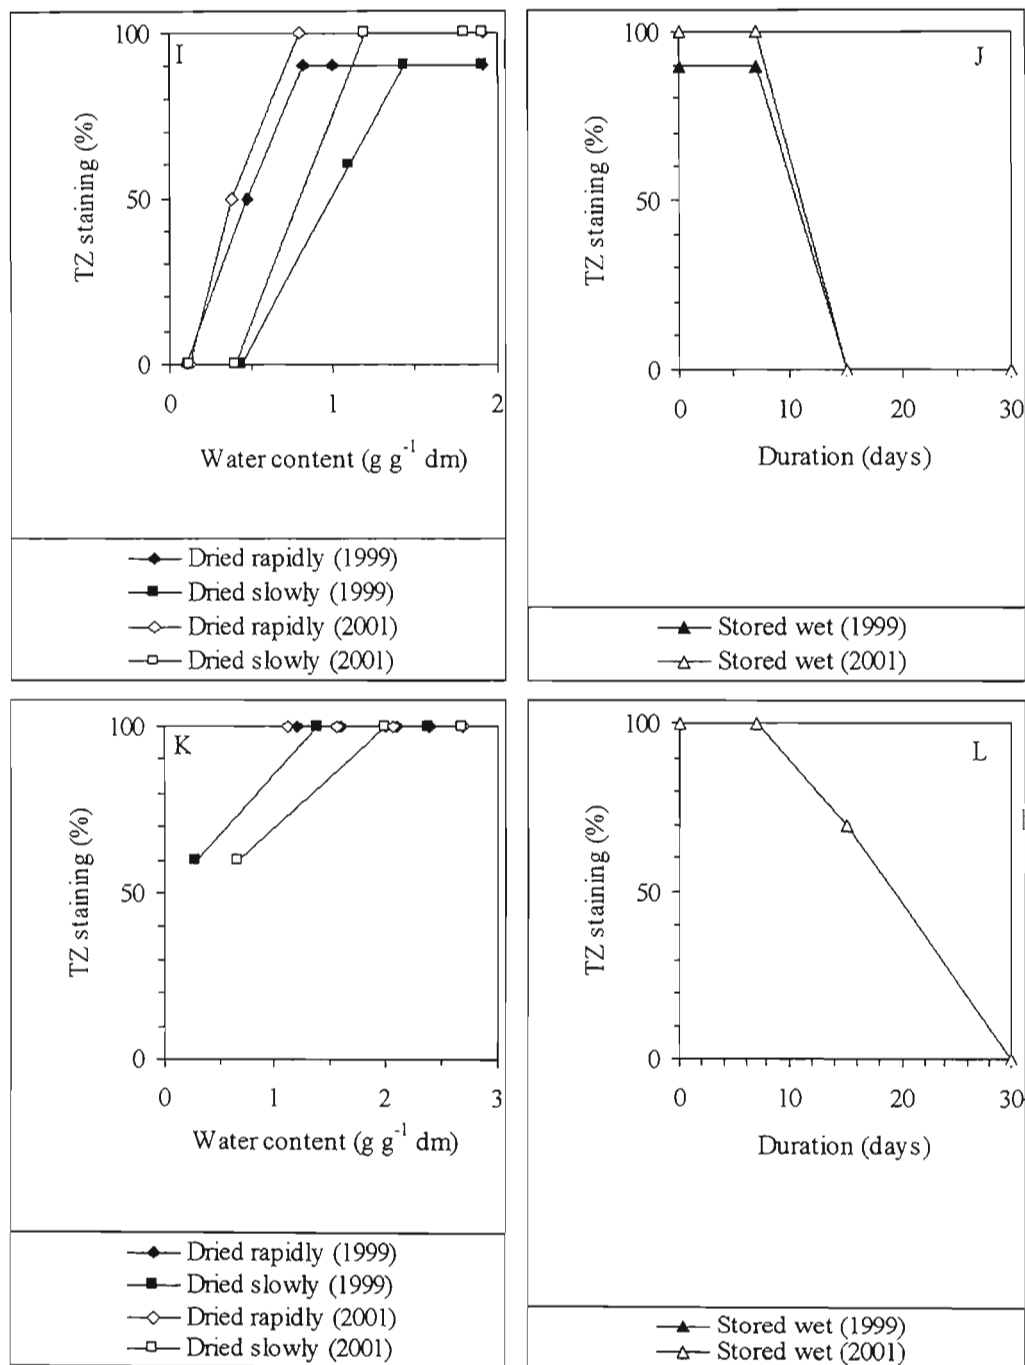 I
100
50
0
TZ staining (%)
0 1 2
Water content (g g-1 dm)
Dried rapidly (1999)
Dried slowly (1999)
Dried rapidly (2001)
Dried slowly (2001)
J
100
50
0
TZ staining (%)
0 10 20 30
Duration (days)
Stored wet (1999)
Stored wet (2001)
K
100
50
0
TZ staining (%)
0 1 2 3
Water content (g g-1 dm)
Dried rapidly (1999)
Dried slowly (1999)
Dried rapidly (2001)
Dried slowly (2001)
L
100
50
0
TZ staining (%)
0 10 20 30
Duration (days)
Stored wet (1999)
Stored wet (2001)